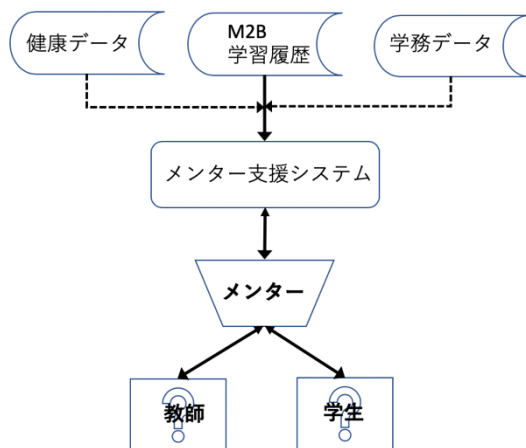 健康データ
M2B
学習履歴
学務データ
メンター支援システム
メンター
教師
学生